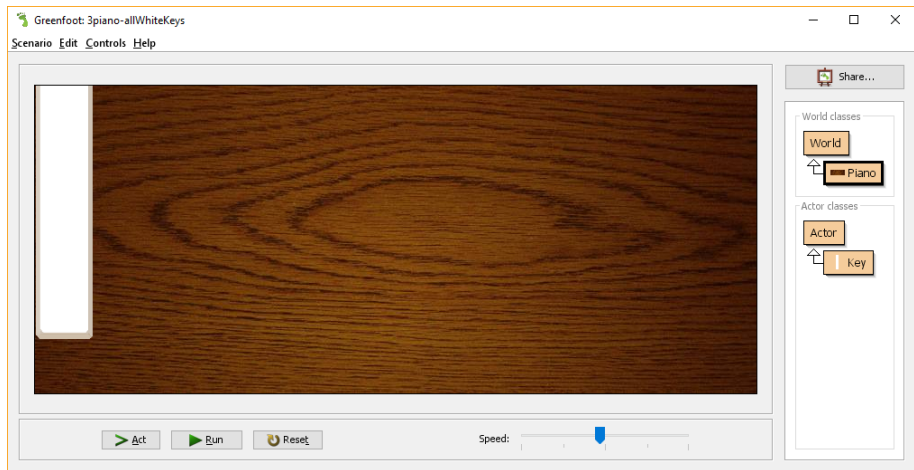 Greenfoot: 3piano-allWhiteKeys
Scenario Edit Controls Help
Share...
World classes
World
Piano
Actor classes
Actor
Key
Act
Run
Reset
Speed: